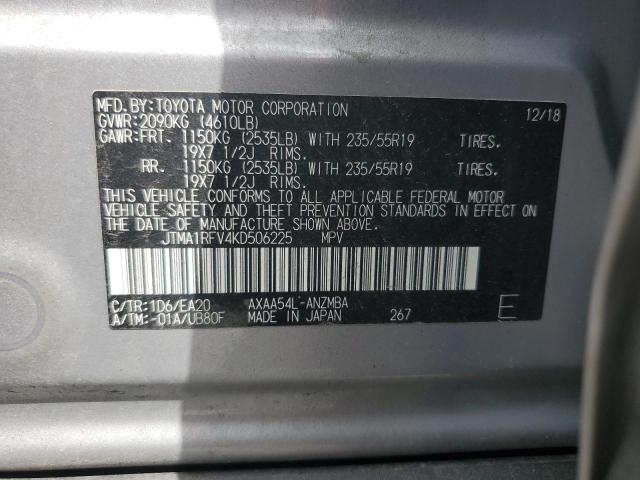 MFD.BY:TOYOTA MOTOR CORPORATION 12/18
GVWR:2090KG (4610LB)
GAWR:FRT. 1150KG (2535LB) WITH 235/55R19 TIRES.
19X7 1/2J RIMS.
RR. 1150KG (2535LB) WITH 235/55R19 TIRES.
19X7 1/2J RIMS.
THIS VEHICLE CONFORMS TO ALL APPLICABLE FEDERAL MOTOR
VEHICLE SAFETY AND THEFT PREVENTION STANDARDS IN EFFECT ON
THE DATE OF MANUFACTURE SHOWN ABOVE.
JTMA1RFV4KD506225 MPV
C/TR:1D6/EA20 AXAA54L-ANZMBA E
A/TM:-01A/UB80F MADE IN JAPAN 267